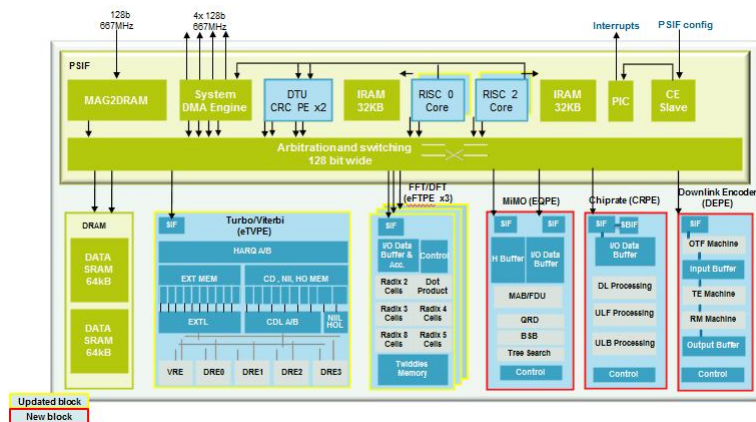 128b
667MHz
4x 128b
667MHz
Interrupts
PSIF config
PSIF
MAG2DRAM
System
DMA Engine
DTU
CRC PE x2
IRAM
32KB
RISC 0
Core
RISC 2
Core
IRAM
32KB
PIC
CE
Slave
Arbitration and switching
128 bit wide
DRAM
DATA
SRAM
64kB
DATA
SRAM
64kB
Turbo/Viterbi
(eTVPE)
SIF
HARQ A/B
EXT MEM
CD , NII, HO MEM
EXTL
CDL A/B
NIIL
HOL
VRE
DRE0
DRE1
DRE2
DRE3
FFT/DFT
(eFTPE x3)
SIF
I/O Data
Buffer &
Acc.
Control
Radix 2
Cells
Dot
Product
Radix 3
Cells
Radix 4
Cells
Radix 8
Cells
Radix 5
Cells
Twiddles
Memory
MiMO (EQPE)
SIF
SIF
H Buffer
I/O Data
Buffer
MAB/FDU
QRD
BSB
Tree Search
Control
Chiprate (CRPE)
SIF
SBIF
I/O Data
Buffer
DL Processing
ULF Processing
ULB Processing
Control
Downlink Encoder
(DEPE)
SIF
OTF Machine
Input Buffer
TE Machine
RM Machine
Output Buffer
Control
Updated block
New block